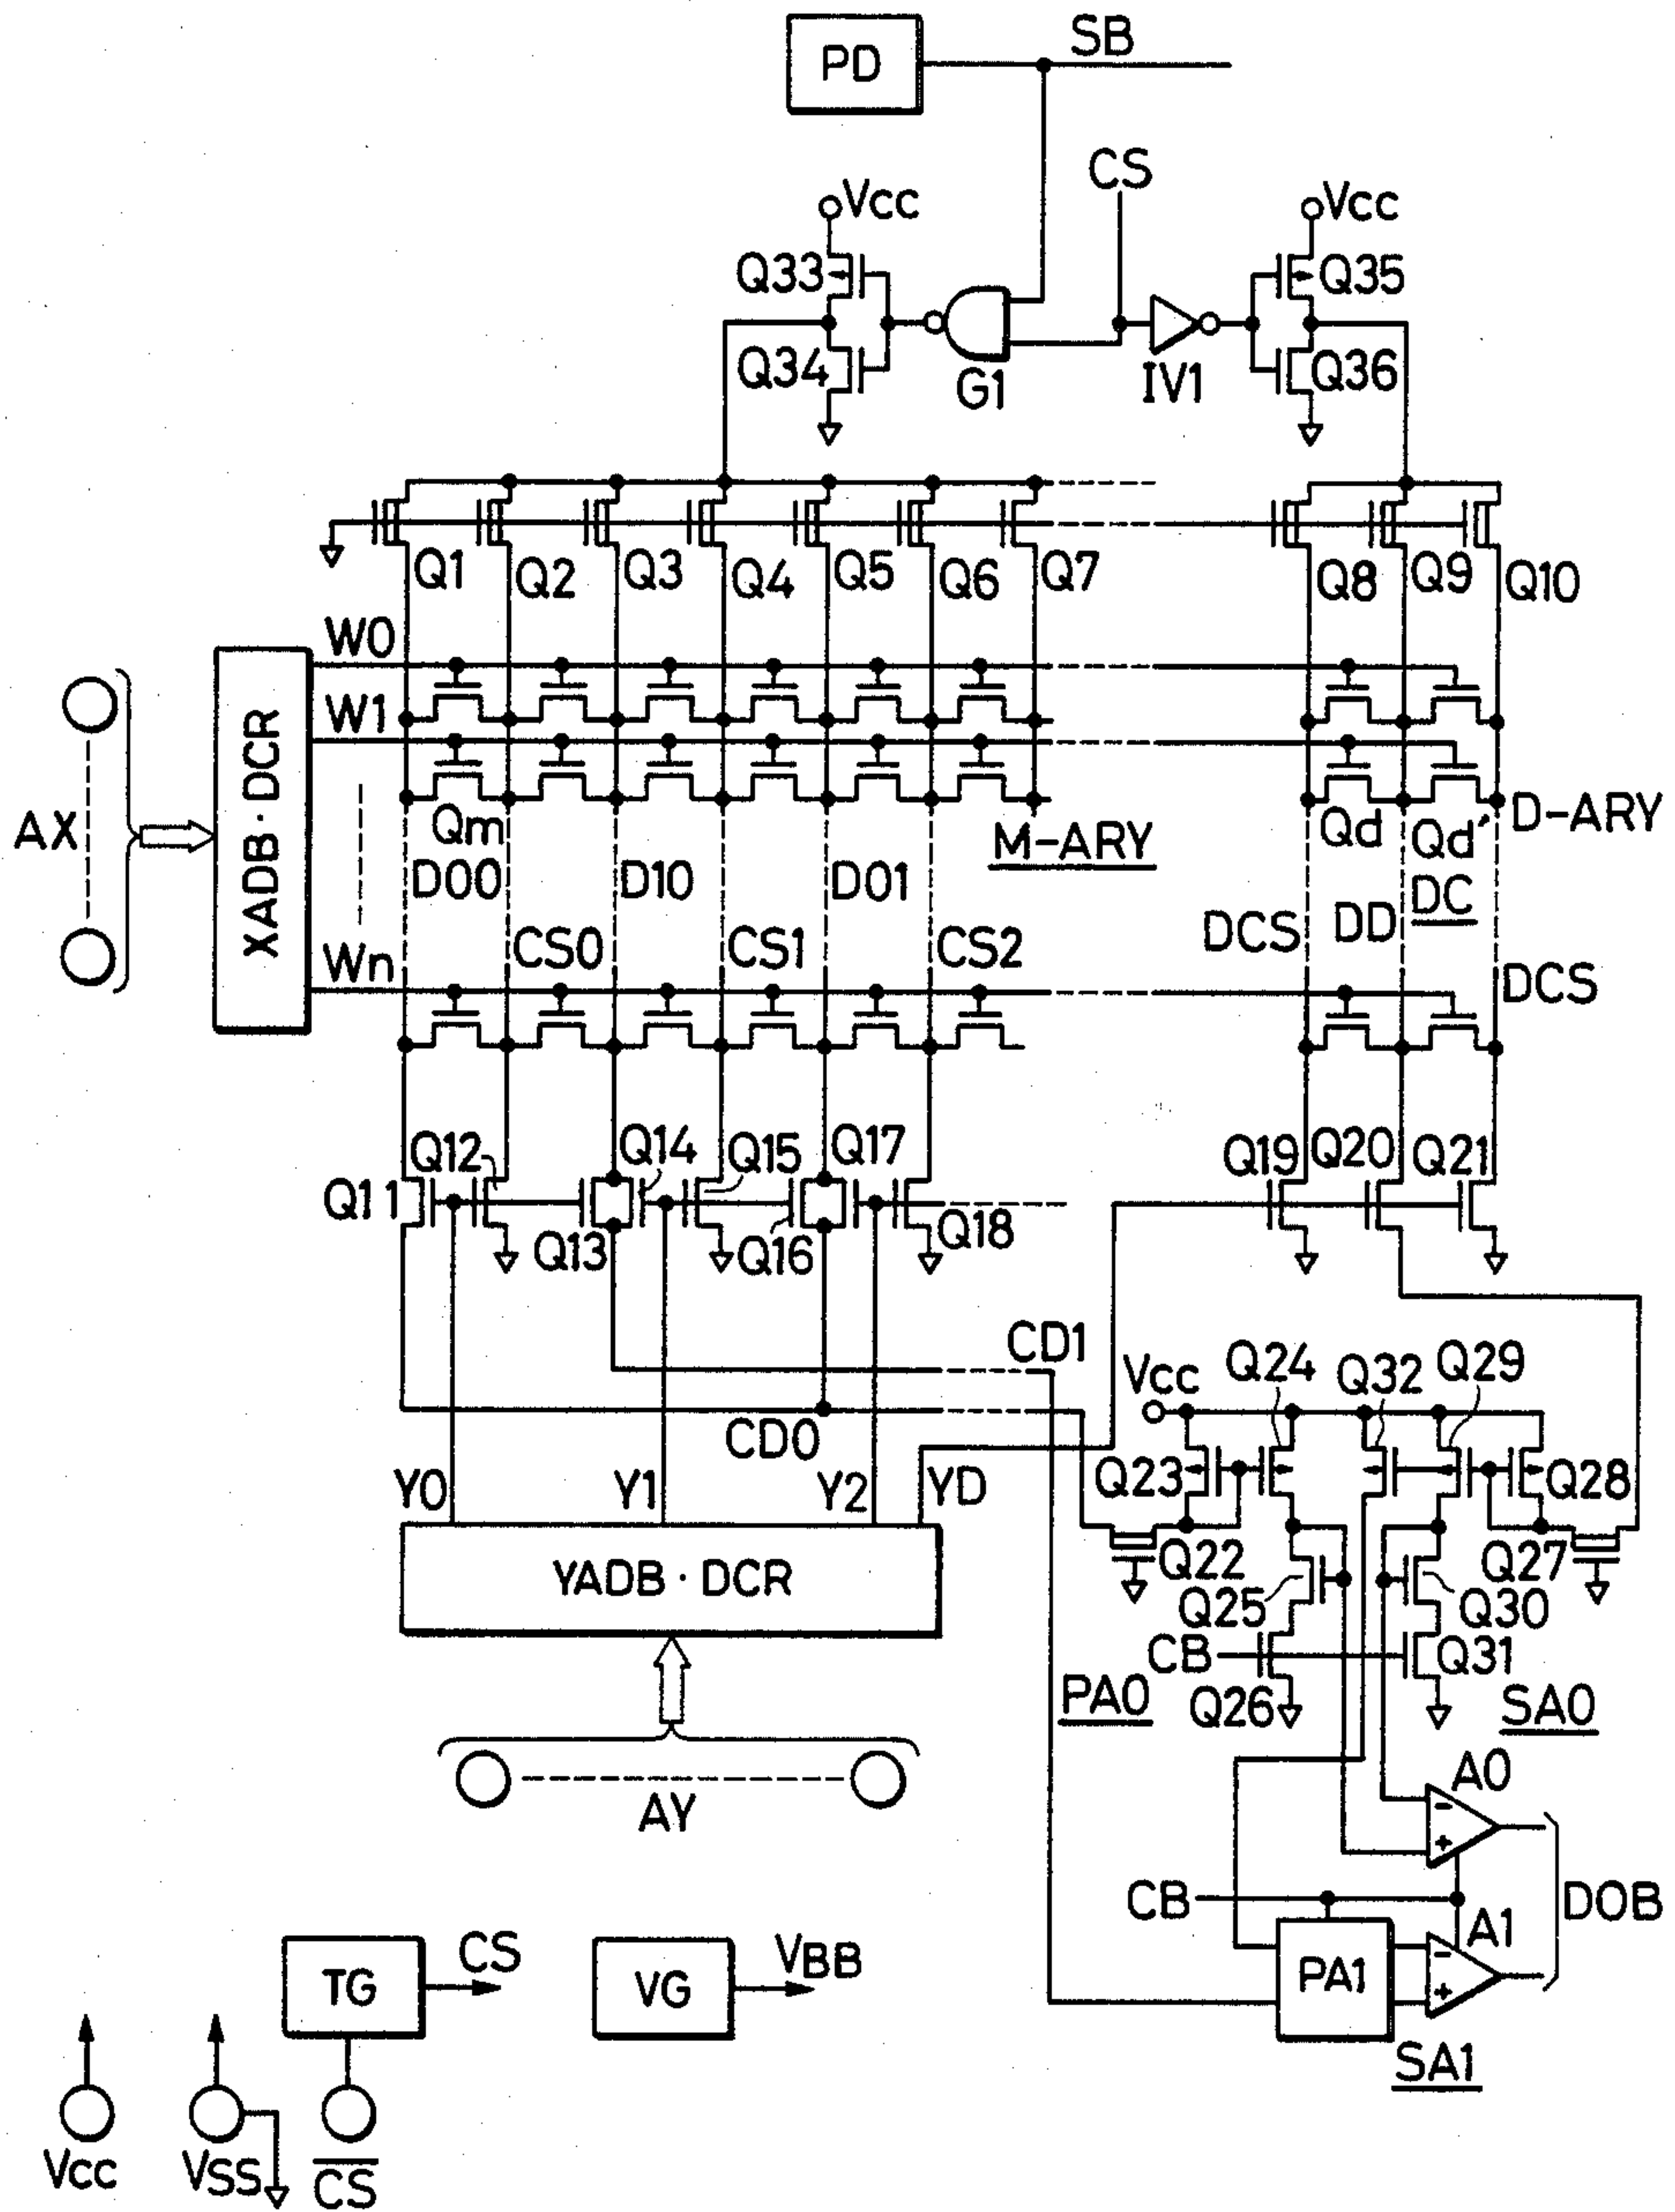 PD
SB
CS
Vcc
Vcc
Q33
Q35
Q34
G1
IV1
Q36
Q1
Q2
Q3
Q4
Q5
Q6
Q7
Q8
Q9
Q10
W0
W1
AX
XADB·DCR
Qm
M-ARY
Qd
Qd'
D-ARY
D00
D10
D01
DCS
DD
DC
Wn
CS0
CS1
CS2
DCS
Q11
Q12
Q13
Q14
Q15
Q16
Q17
Q18
Q19
Q20
Q21
CD1
CD0
Vcc
Q24
Q32
Q29
Y0
Y1
Y2
YD
Q23
Q28
YADB·DCR
Q22
Q27
Q25
Q30
CB
Q31
PA0
Q26
SA0
AY
A0
-
+
CB
DOB
A1
PA1
-
+
SA1
TG
CS
VG
VBB
Vcc
VSS
CS